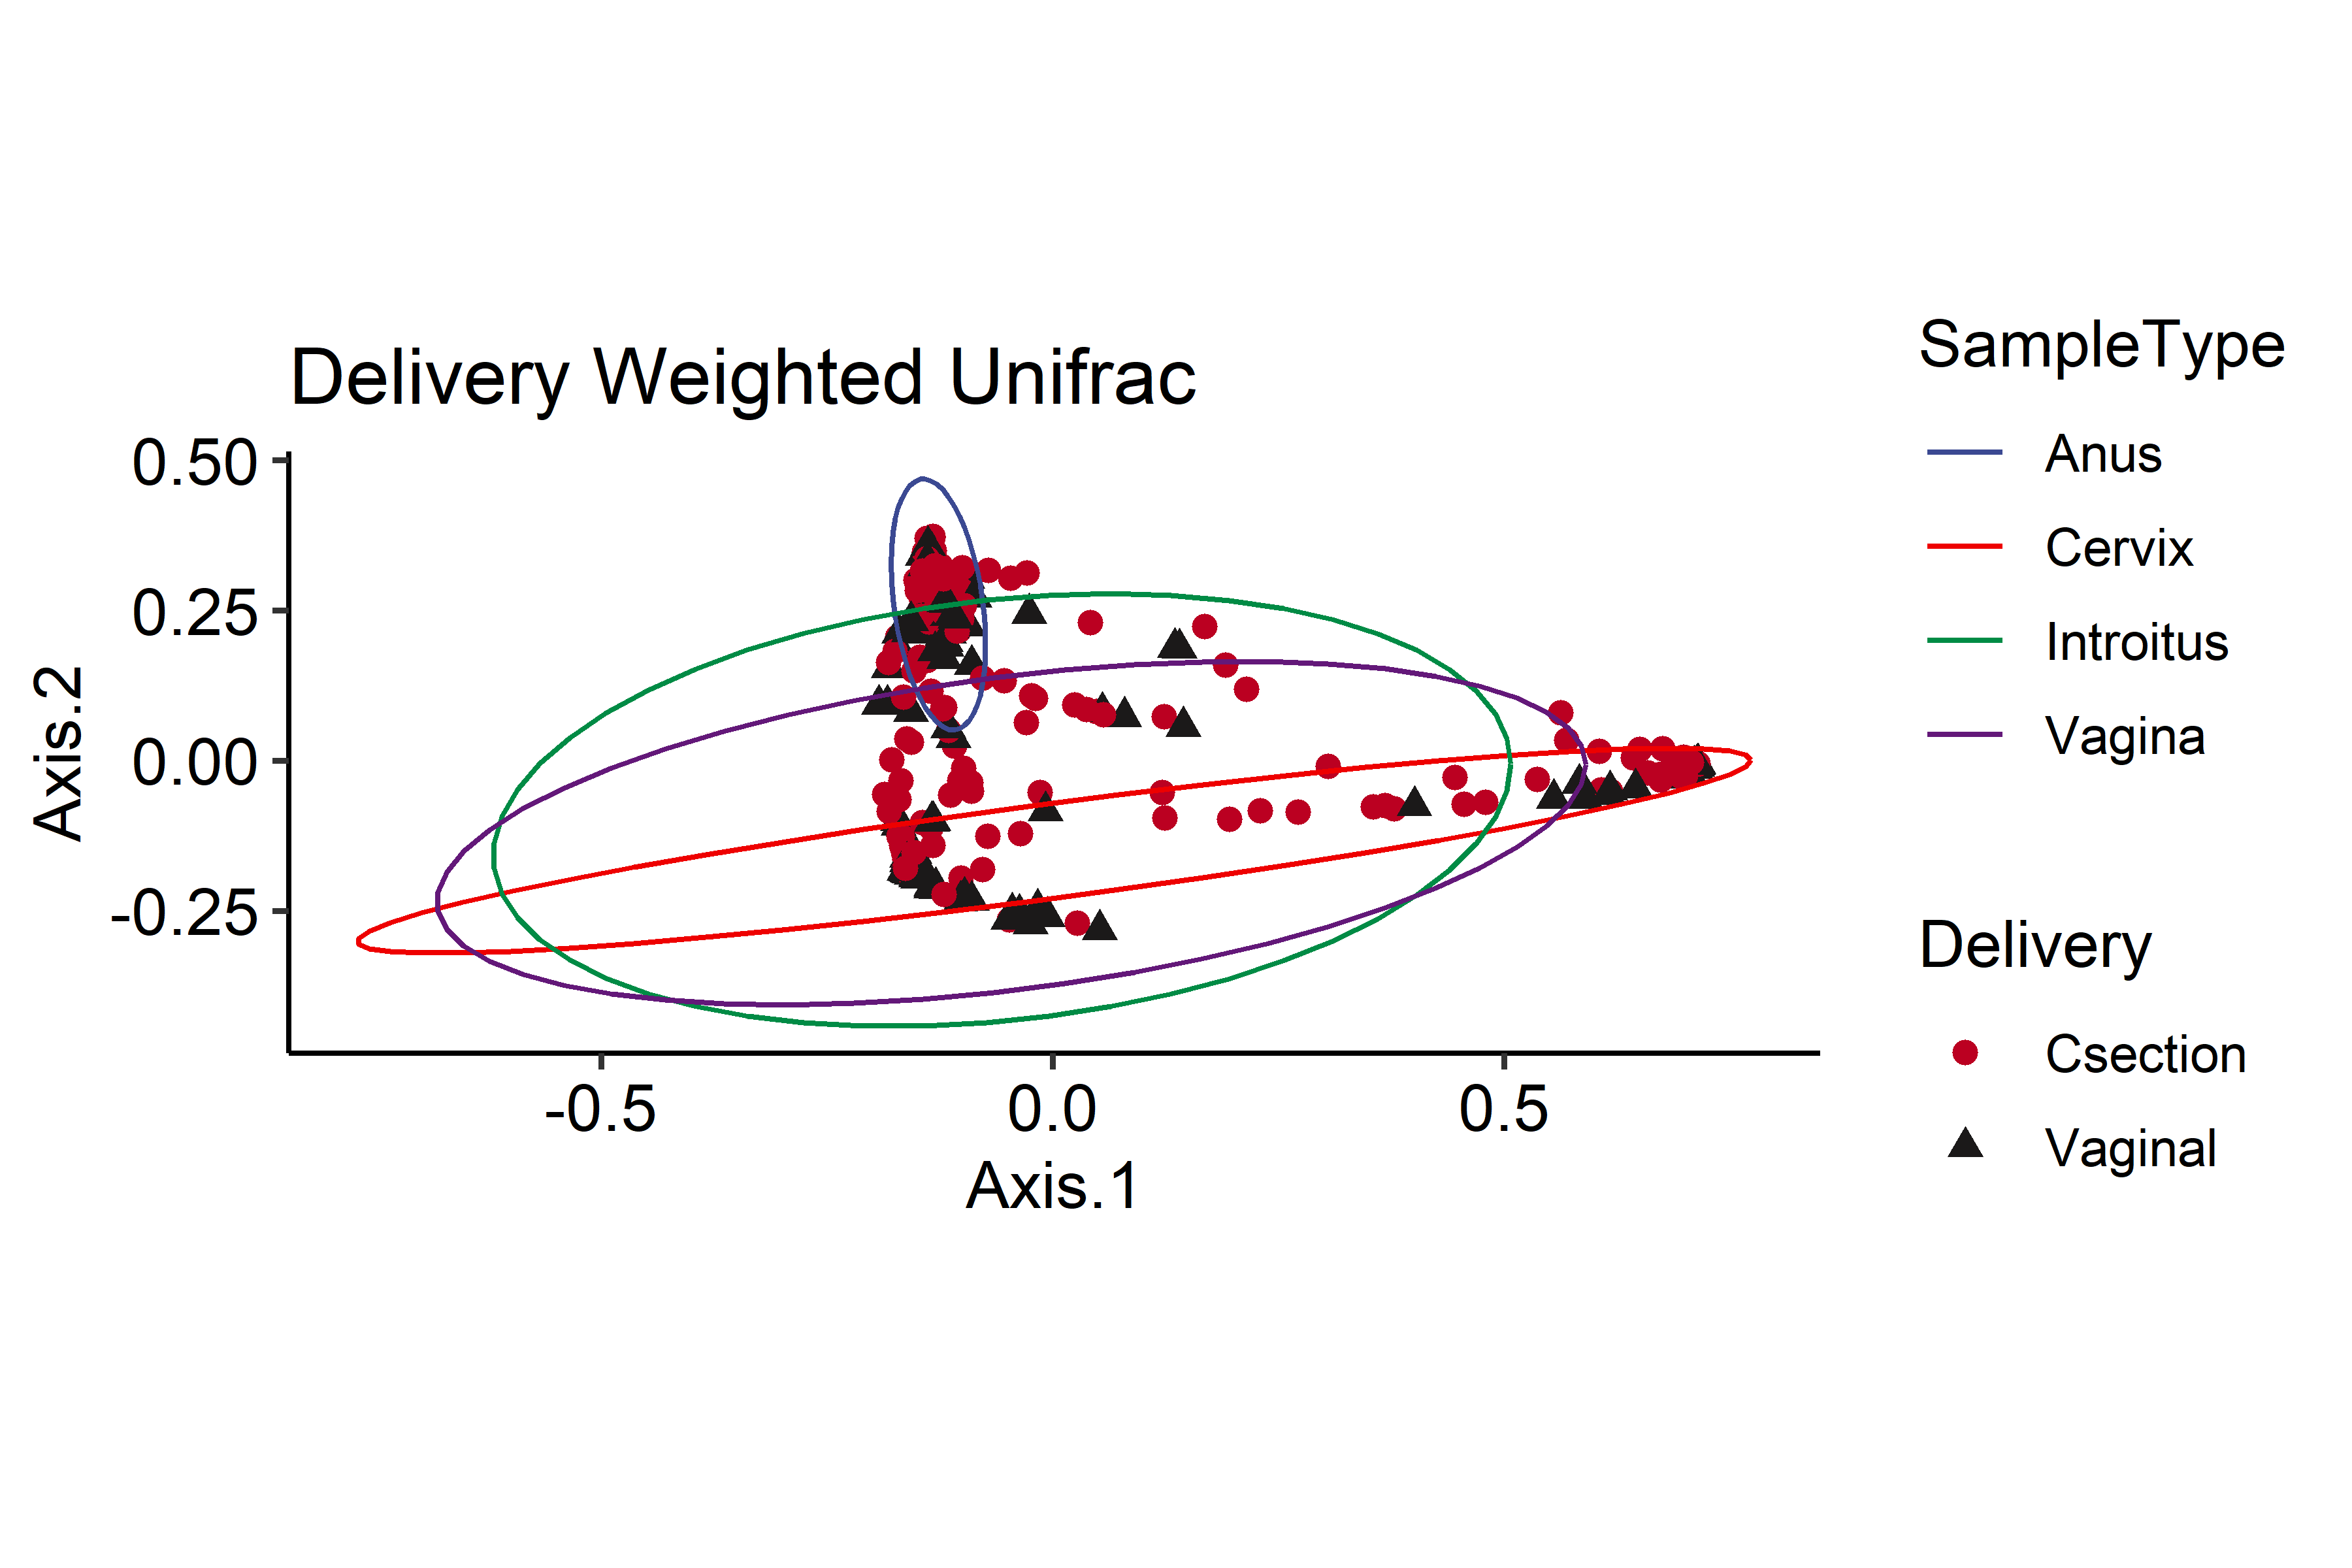 Delivery Weighted Unifrac
0.50
0.25
0.00
-0.25
Axis.2
-0.5 0.0 0.5
Axis.1
SampleType
Anus
Cervix
Introitus
Vagina
Delivery
Csection
Vaginal